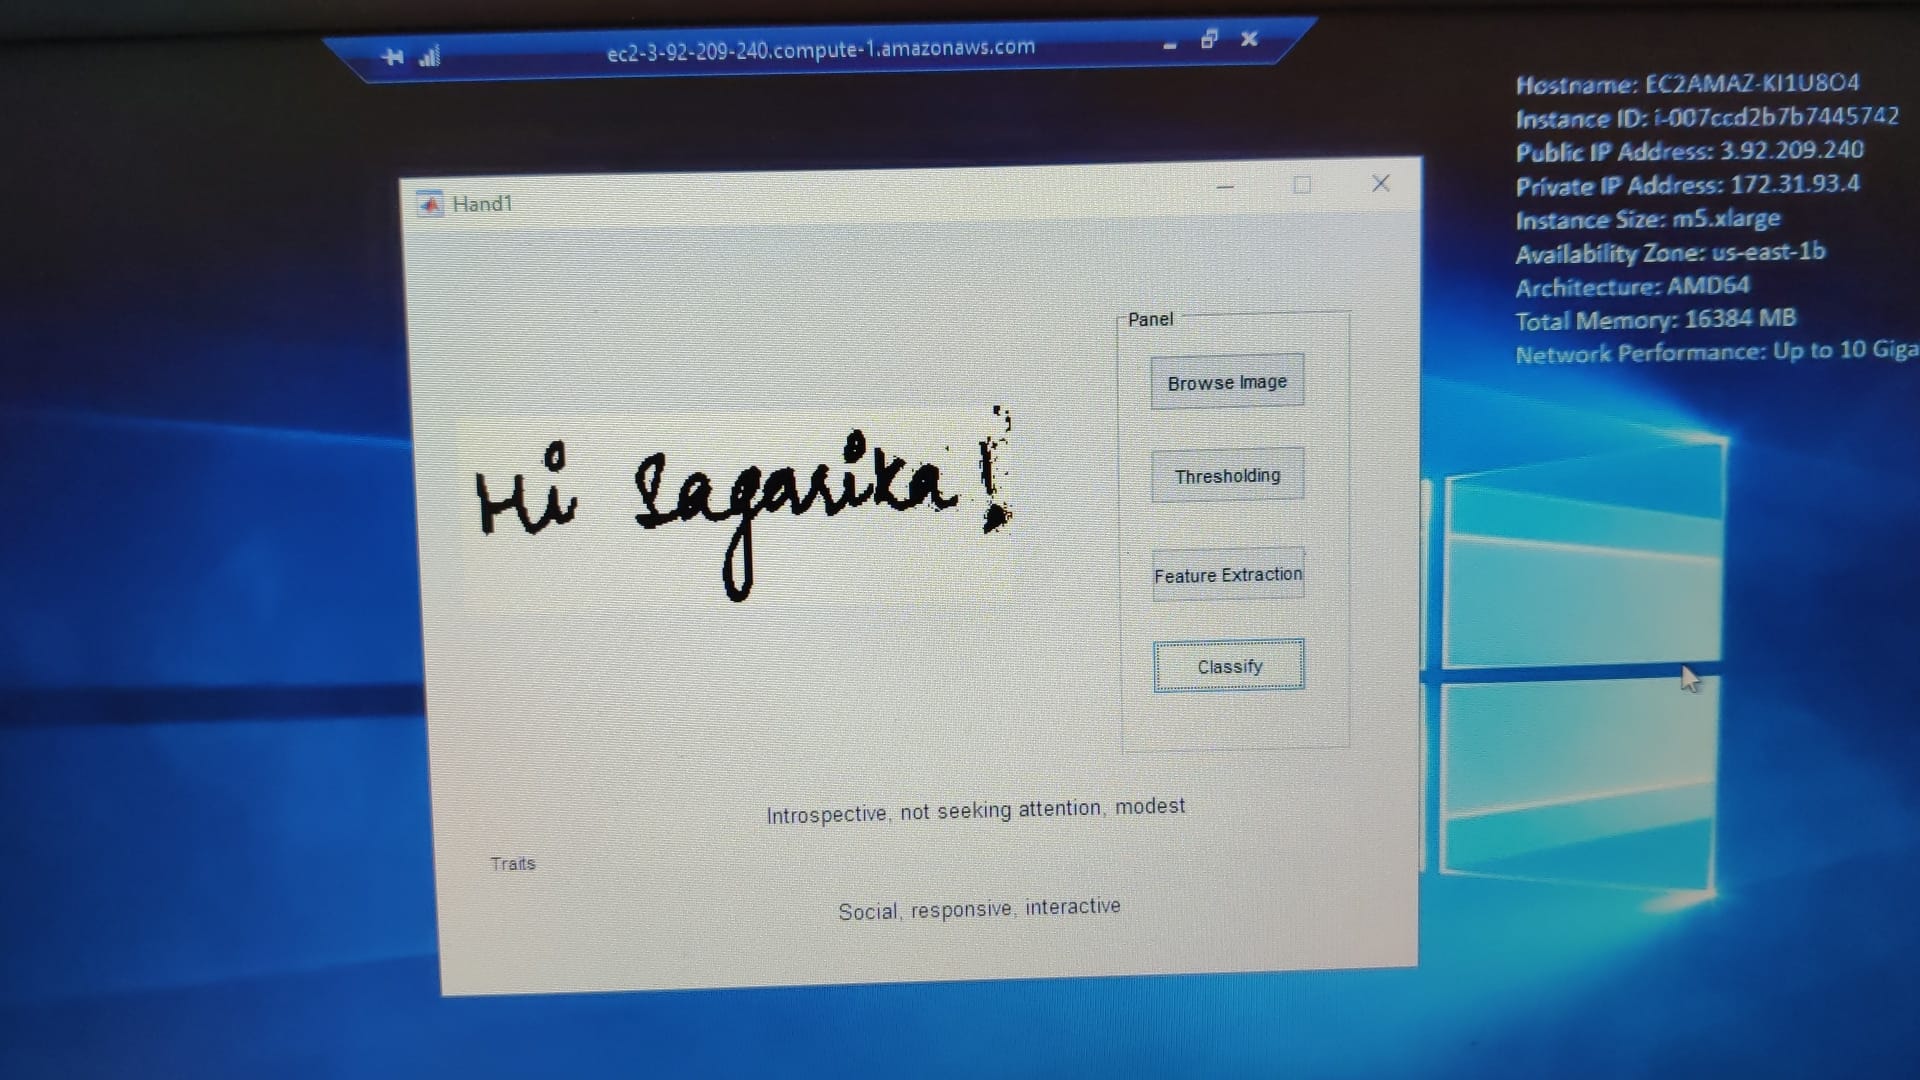 ec2-3-92-209-240.compute-1.amazonaws.com
Hostname: EC2AMAZ-KI1U8O4
Instance ID: i-007ccd2b7b7445742
Public IP Address: 3.92.209.240
Private IP Address: 172.31.93.4
Instance Size: m5.xlarge
Availability Zone: us-east-1b
Architecture: AMD64
Total Memory: 16384 MB
Network Performance: Up to 10 Giga
Hand1
Hi Sagarika !
Panel
Browse Image
Thresholding
Feature Extraction
Classify
Introspective, not seeking attention, modest
Traits
Social, responsive, interactive